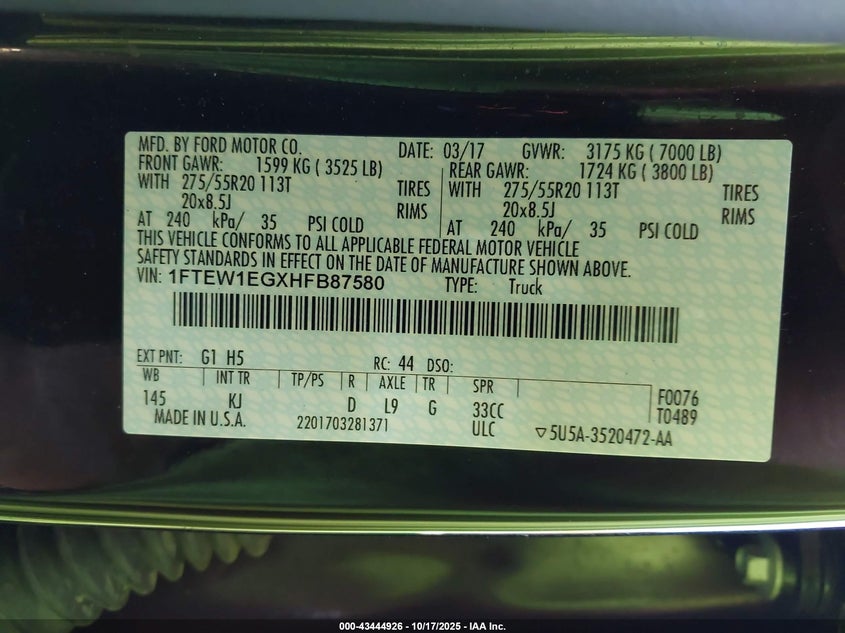 MFD. BY FORD MOTOR CO. DATE: 03/17 GVWR: 3175 KG ( 7000 LB)
FRONT GAWR: 1599 KG ( 3525 LB) REAR GAWR: 1724 KG ( 3800 LB)
WITH 275/55R20 113T TIRES WITH 275/55R20 113T TIRES
20x8.5J RIMS 20x8.5J RIMS
AT 240 kPa/ 35 PSI COLD AT 240 kPa/ 35 PSI COLD
THIS VEHICLE CONFORMS TO ALL APPLICABLE FEDERAL MOTOR VEHICLE
SAFETY STANDARDS IN EFFECT ON THE DATE OF MANUFACTURE SHOWN ABOVE.
VIN: 1FTEW1EGXHFB87580 TYPE: Truck
EXT PNT: G1 H5 RC: 44 DSO:
WB INT TR TP/PS R AXLE TR SPR F0076
145 KJ D L9 G 33CC T0489
MADE IN U.S.A. 2201703281371 ULC ▽5U5A-3520472-AA
000-43444926 - 10/17/2025 - IAA Inc.